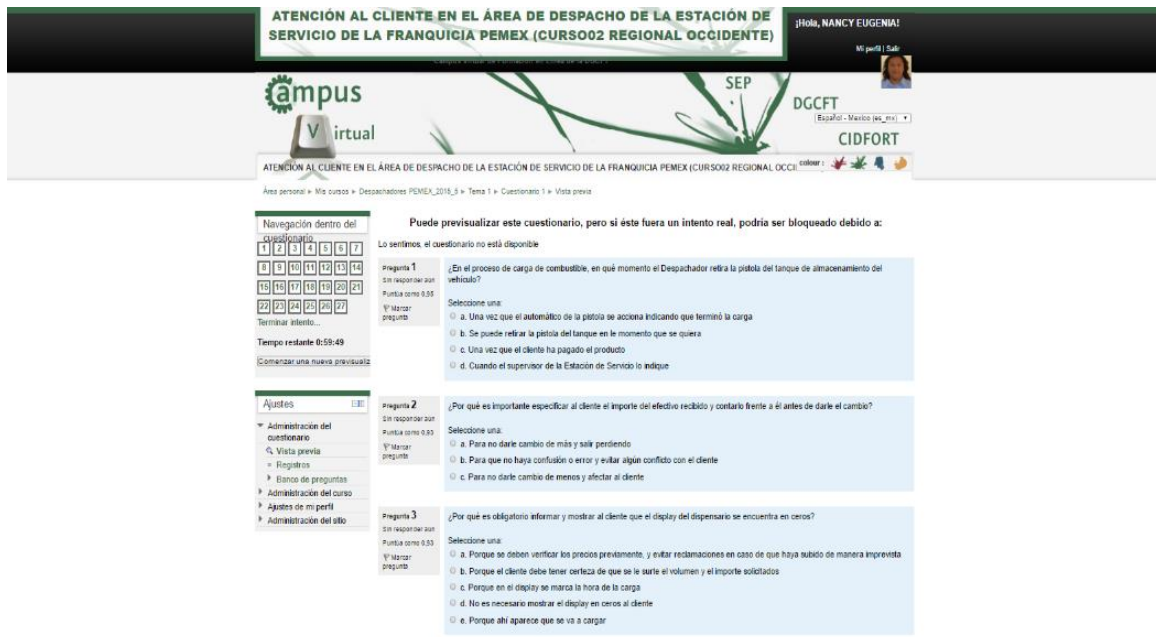 ATENCIÓN AL CLIENTE EN EL ÁREA DE DESPACHO DE LA ESTACIÓN DE
SERVICIO DE LA FRANQUICIA PEMEX (CURSO02 REGIONAL OCCIDENTE)
¡Hola, NANCY EUGENIA!
Mi perfil | Salir
Campus
Virtual
SEP
DGCFT
Español - Mexico (es_mx)
CIDFORT
ATENCIÓN AL CLIENTE EN EL ÁREA DE DESPACHO DE LA ESTACIÓN DE SERVICIO DE LA FRANQUICIA PEMEX (CURSO02 REGIONAL OCCI
colour :
Área personal ▶ Mis cursos ▶ Despachadores PEMEX_2015_5 ▶ Tema 1 ▶ Cuestionario 1 ▶ Vista previa
Navegación dentro del
cuestionario
1 2 3 4 5 6 7
8 9 10 11 12 13 14
15 16 17 18 19 20 21
22 23 24 25 26 27
Terminar intento...
Tiempo restante 0:59:49
Comenzar una nueva previsualiz
Ajustes
Administración del
cuestionario
Vista previa
Registros
Banco de preguntas
Administración del curso
Ajustes de mi perfil
Administración del sitio
Puede previsualizar este cuestionario, pero si éste fuera un intento real, podría ser bloqueado debido a:
Lo sentimos, el cuestionario no está disponible
Pregunta 1
Sin responder aun
Puntúa como 0,95
Marcar
pregunta
¿En el proceso de carga de combustible, en qué momento el Despachador retira la pistola del tanque de almacenamiento del
vehículo?
Seleccione una:
a. Una vez que el automático de la pistola se acciona indicando que terminó la carga
b. Se puede retirar la pistola del tanque en le momento que se quiera
c. Una vez que el cliente ha pagado el producto
d. Cuando el supervisor de la Estación de Servicio lo indique
Pregunta 2
Sin responder aun
Puntúa como 0,93
Marcar
pregunta
¿Por qué es importante especificar al cliente el importe del efectivo recibido y contarlo frente a él antes de darle el cambio?
Seleccione una:
a. Para no darle cambio de más y salir perdiendo
b. Para que no haya confusión o error y evitar algún conflicto con el cliente
c. Para no darle cambio de menos y afectar al cliente
Pregunta 3
Sin responder aun
Puntúa como 0,93
Marcar
pregunta
¿Por qué es obligatorio informar y mostrar al cliente que el display del dispensario se encuentra en ceros?
Seleccione una:
a. Porque se deben verificar los precios previamente, y evitar reclamaciones en caso de que haya subido de manera imprevista
b. Porque el cliente debe tener certeza de que se le surte el volumen y el importe solicitados
c. Porque en el display se marca la hora de la carga
d. No es necesario mostrar el display en ceros al cliente
e. Porque ahí aparece que se va a cargar